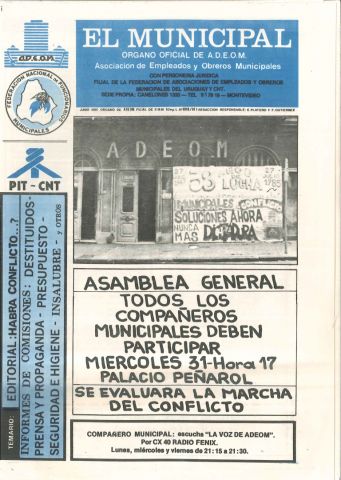 A.D.E.O.M.
FEDERACION NACIONAL DE FUNCIONARIOS
MUNICIPALES
PIT - CNT
EL MUNICIPAL
ORGANO OFICIAL DE A.D.E.O.M.
Asociación de Empleados y Obreros Municipales
CON PERSONERIA JURIDICA
FILIAL DE LA FEDERACION DE ASOCIACIONES DE EMPLEADOS Y OBREROS
MUNICIPALES DEL URUGUAY Y CNT
SEDE PROPIA: CANELONES 1330 - MONTEVIDEO
ADEOM
53
LUCHA
MUNICIPALES
CONFLICTO
SOLUCIONES AHORA
NUNCA
MAS DICTADURA
ASAMBLEA GENERAL
TODOS LOS
COMPAÑEROS
MUNICIPALES DEBEN
PARTICIPAR
MIERCOLES 31-Hora 17
PALACIO PEÑAROL
SE EVALUARA LA MARCHA
DEL CONFLICTO
COMPAÑERO MUNICIPAL: escucha "LA VOZ DE ADEOM".
Por CX 40 RADIO FENIX.
Lunes, miércoles y viernes de 21:15 a 21:30.
TEMARIO:
EDITORIAL: HABRA CONFLICTO...?
INFORMES DE COMISIONES: DESTITUIDOS-
PRENSA Y PROPAGANDA - PRESUPUESTO -
SEGURIDAD E HIGIENE - INSALUBRE - y OTROS